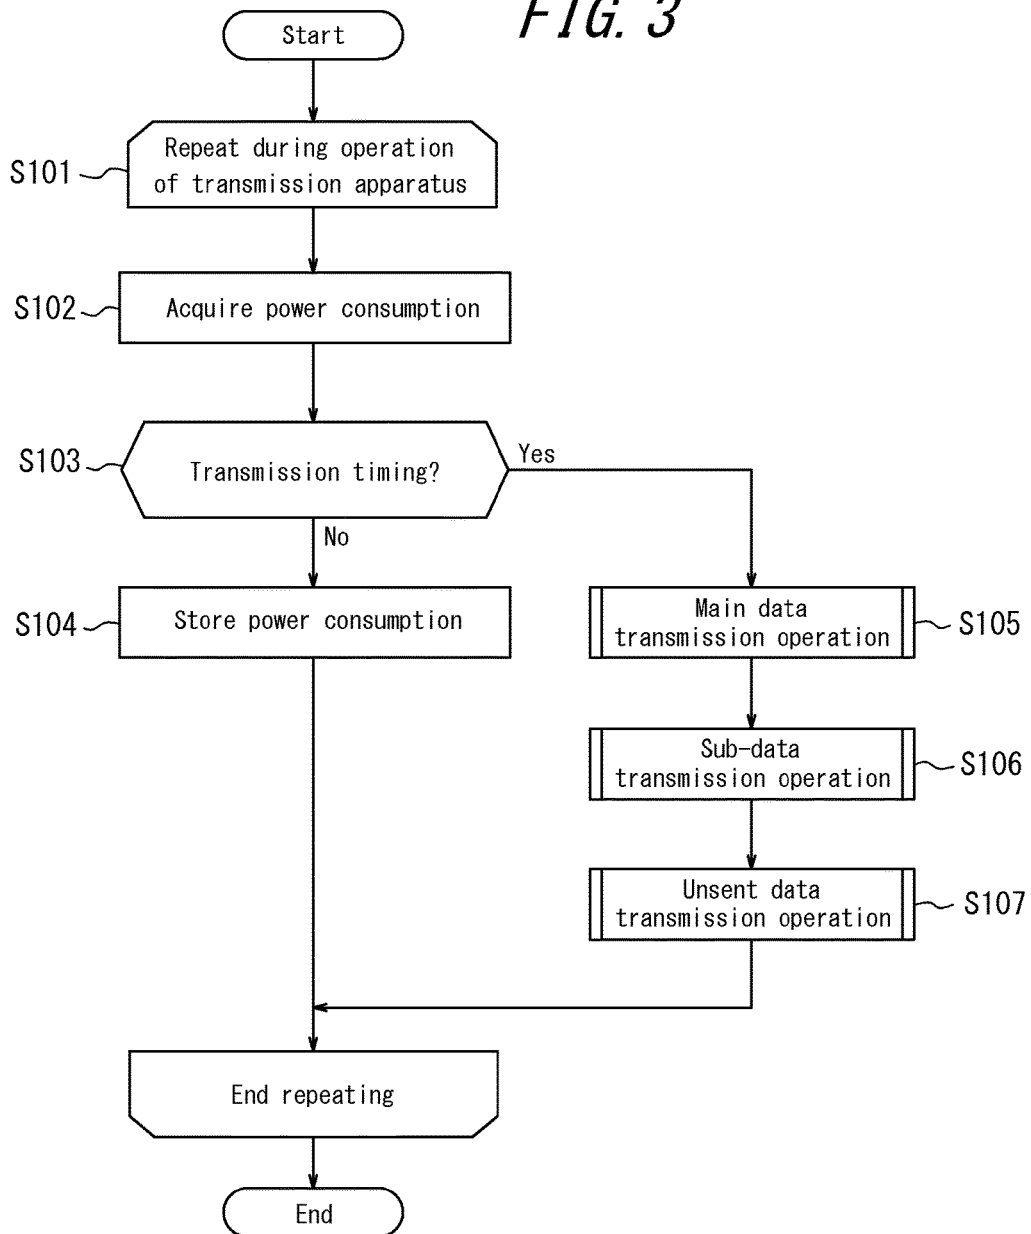 FIG. 3
Start
S101
Repeat during operation
of transmission apparatus
S102
Acquire power consumption
S103
Transmission timing?
Yes
No
S104
Store power consumption
Main data
transmission operation
S105
Sub-data
transmission operation
S106
Unsent data
transmission operation
S107
End repeating
End